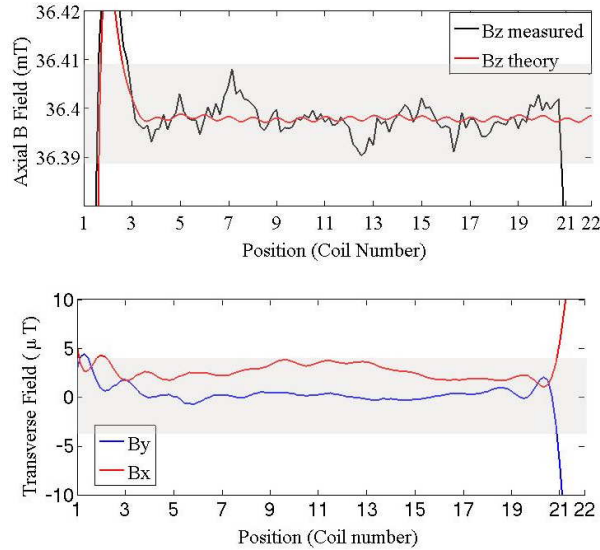 36.42
36.41
36.4
36.39
Axial B Field (mT)
Bz measured
Bz theory
1 3 5 7 9 11 13 15 17 19 21 22
Position (Coil Number)
10
5
0
-5
-10
Transverse Field ( μ T)
By
Bx
1 3 5 7 9 11 13 15 17 19 21 22
Position (Coil number)